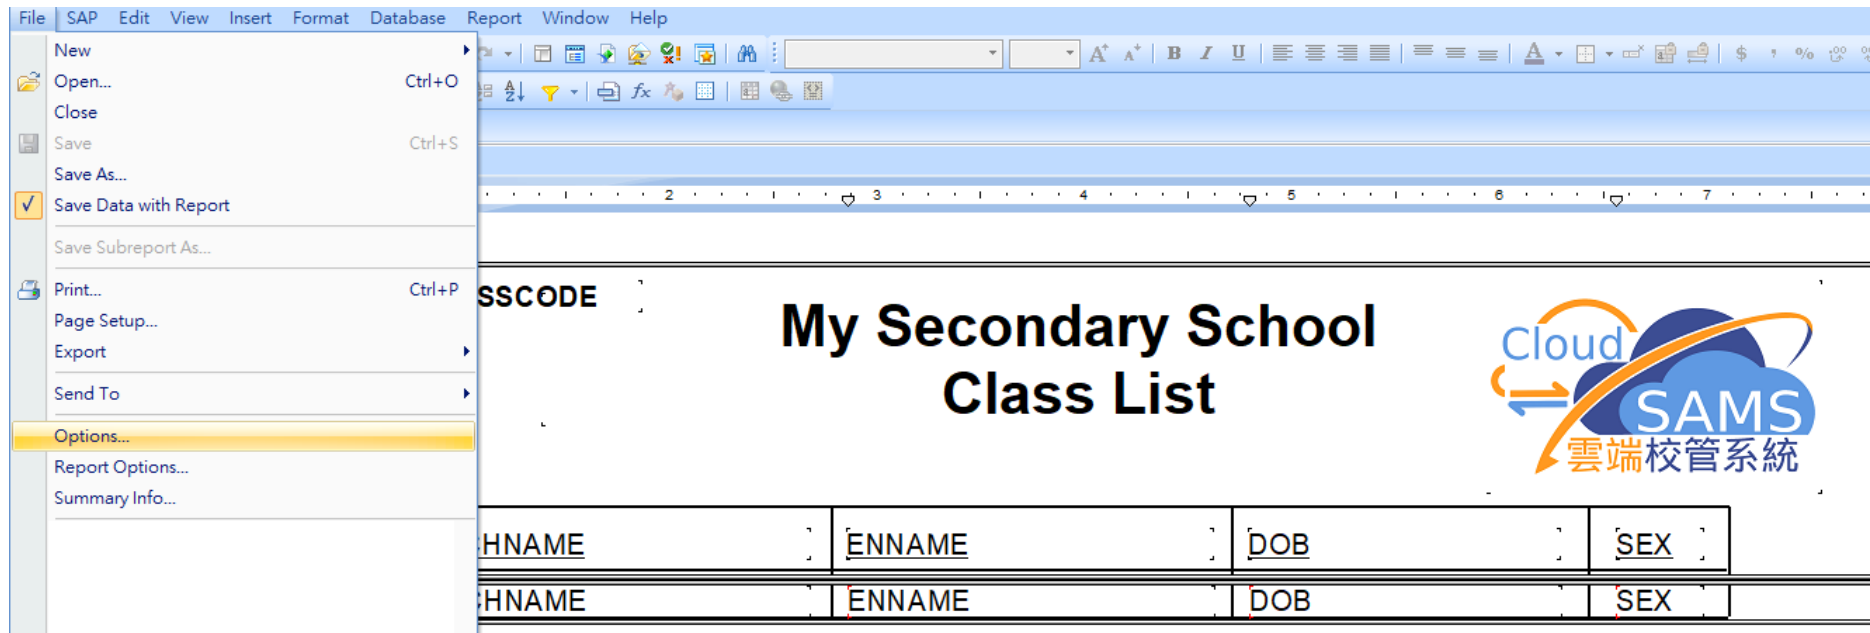 File SAP Edit View Insert Format Database Report Window Help
New
Open... Ctrl+O
Close
Save Ctrl+S
Save As...
Save Data with Report
Save Subreport As...
Print... Ctrl+P
Page Setup...
Export
Send To
Options...
Report Options...
Summary Info...
B I U A $ , %
A Z fx
2 3 4 5 6 7
SSCODE
My Secondary School
Class List
Cloud
SAMS
雲端校管系統
HNAME ENNAME DOB SEX
HNAME ENNAME DOB SEX